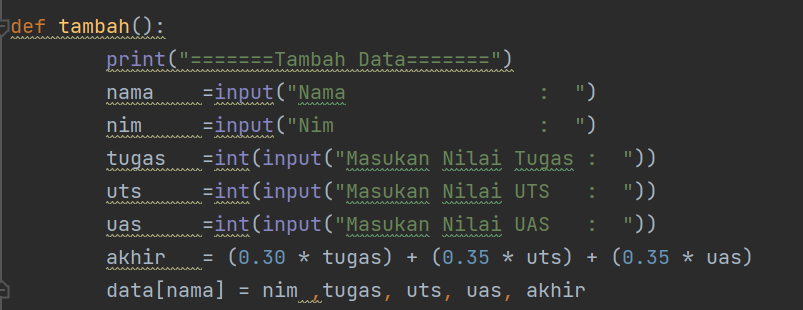 def tambah():
        print("=======Tambah Data=======")
        nama    =input("Nama                :  ")
        nim     =input("Nim                 :  ")
        tugas   =int(input("Masukan Nilai Tugas :  "))
        uts     =int(input("Masukan Nilai UTS   :  "))
        uas     =int(input("Masukan Nilai UAS   :  "))
        akhir   = (0.30 * tugas) + (0.35 * uts) + (0.35 * uas)
        data[nama] = nim ,tugas, uts, uas, akhir